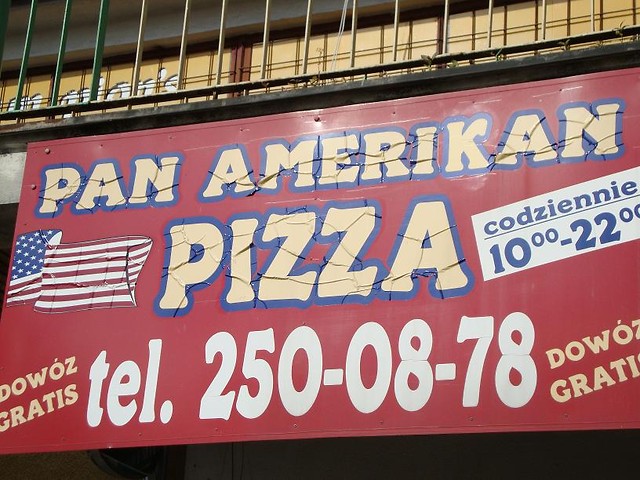 PAN AMERIKAN
PIZZA
codziennie
10⁰⁰-22⁰⁰
DOWÓZ
GRATIS
tel. 250-08-78
DOWÓZ
GRATIS